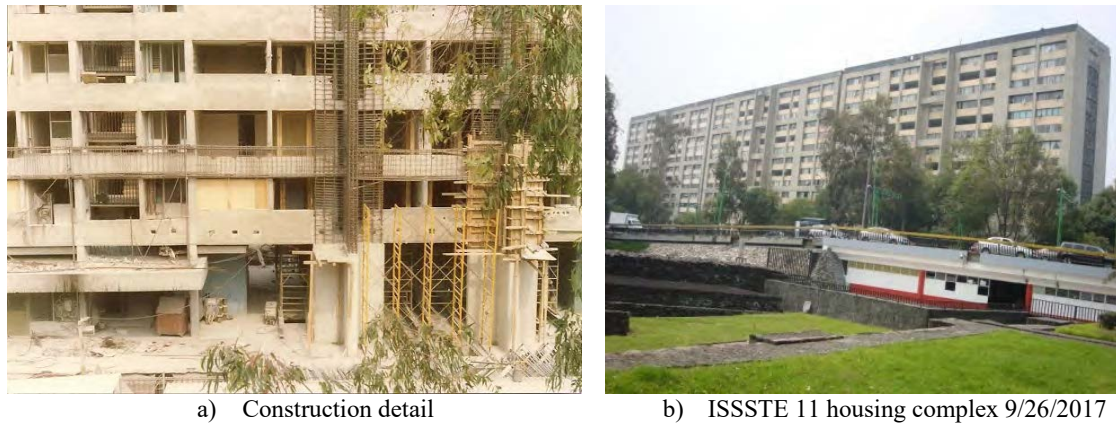 a) Construction detail
b) ISSSTE 11 housing complex 9/26/2017